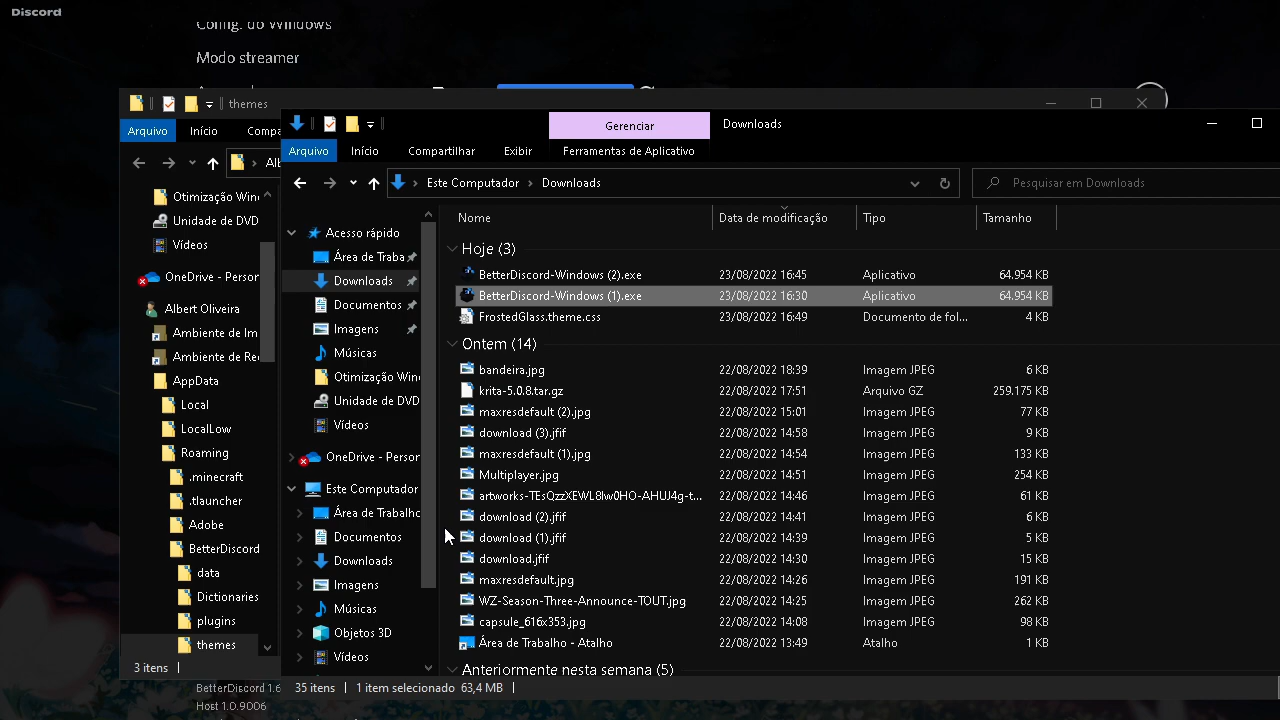 Discord
Config. do Windows
Modo streamer
themes
Arquivo
Início
Compa
Alb
Otimização Win
Unidade de DVD
Vídeos
OneDrive - Person
Albert Oliveira
Ambiente de Im
Ambiente de Re
AppData
Local
LocalLow
Roaming
.minecraft
.tlauncher
Adobe
BetterDiscord
data
Dictionaries
plugins
themes
3 itens
BetterDiscord 1.6
Host 1.0.9006
Gerenciar
Downloads
Arquivo
Início
Compartilhar
Exibir
Ferramentas de Aplicativo
Este Computador > Downloads
Pesquisar em Downloads
Acesso rápido
Área de Traba
Downloads
Documentos
Imagens
Músicas
Otimização Win
Unidade de DVD
Vídeos
OneDrive - Person
Este Computador
Área de Trabalho
Documentos
Downloads
Imagens
Músicas
Objetos 3D
Vídeos
Nome Data de modificação Tipo Tamanho
Hoje (3)
BetterDiscord-Windows (2).exe 23/08/2022 16:45 Aplicativo 64.954 KB
BetterDiscord-Windows (1).exe 23/08/2022 16:30 Aplicativo 64.954 KB
FrostedGlass.theme.css 23/08/2022 16:49 Documento de fol... 4 KB
Ontem (14)
bandeira.jpg 22/08/2022 18:39 Imagem JPEG 6 KB
krita-5.0.8.tar.gz 22/08/2022 17:51 Arquivo GZ 259.175 KB
maxresdefault (2).jpg 22/08/2022 15:01 Imagem JPEG 77 KB
download (3).jfif 22/08/2022 14:58 Imagem JPEG 9 KB
maxresdefault (1).jpg 22/08/2022 14:54 Imagem JPEG 133 KB
Multiplayer.jpg 22/08/2022 14:51 Imagem JPEG 254 KB
artworks-TEsQzzXEWL8lw0HO-AHUJ4g-t... 22/08/2022 14:46 Imagem JPEG 61 KB
download (2).jfif 22/08/2022 14:41 Imagem JPEG 6 KB
download (1).jfif 22/08/2022 14:39 Imagem JPEG 5 KB
download.jfif 22/08/2022 14:30 Imagem JPEG 15 KB
maxresdefault.jpg 22/08/2022 14:26 Imagem JPEG 191 KB
WZ-Season-Three-Announce-TOUT.jpg 22/08/2022 14:25 Imagem JPEG 262 KB
capsule_616x353.jpg 22/08/2022 14:08 Imagem JPEG 98 KB
Área de Trabalho - Atalho 22/08/2022 13:49 Atalho 1 KB
Anteriormente nesta semana (5)
35 itens
1 item selecionado 63,4 MB